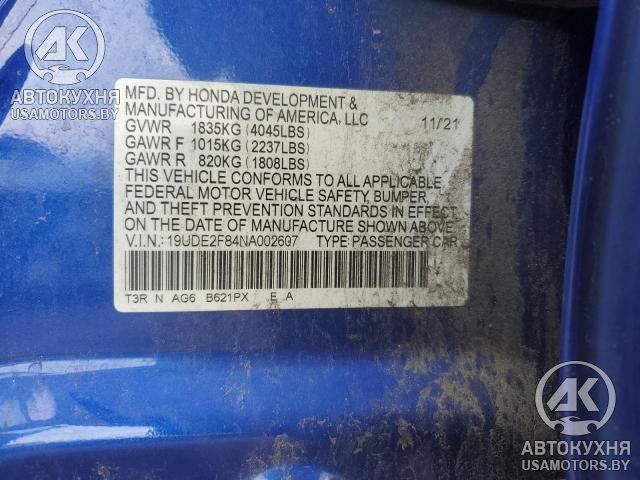 АК
АВТОКУХНЯ
USAMOTORS.BY
MFD. BY HONDA DEVELOPMENT &
MANUFACTURING OF AMERICA, LLC 11/21
GVWR 1835KG (4045LBS)
GAWR F 1015KG (2237LBS)
GAWR R 820KG (1808LBS)
THIS VEHICLE CONFORMS TO ALL APPLICABLE
FEDERAL MOTOR VEHICLE SAFETY, BUMPER,
AND THEFT PREVENTION STANDARDS IN EFFECT
ON THE DATE OF MANUFACTURE SHOWN ABOVE.
V.I.N.: 19UDE2F84NA002607 TYPE: PASSENGER CAR
T3R N AG6 B621PX E A
АК
АВТОКУХНЯ
USAMOTORS.BY